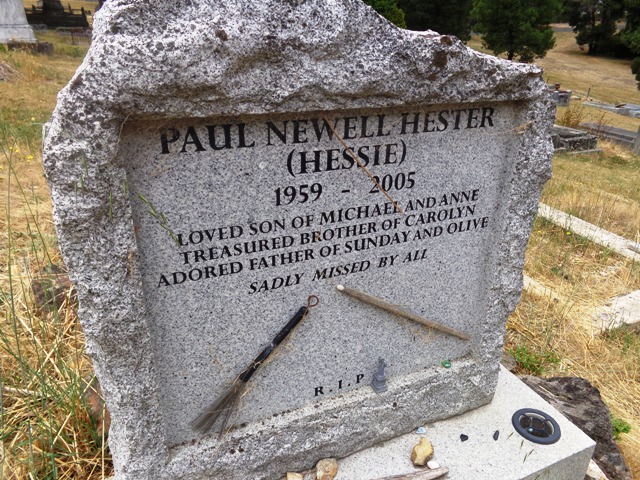 PAUL NEWELL HESTER
(HESSIE)
1959 - 2005
LOVED SON OF MICHAEL AND ANNE
TREASURED BROTHER OF CAROLYN
ADORED FATHER OF SUNDAY AND OLIVE
SADLY MISSED BY ALL
R.I.P